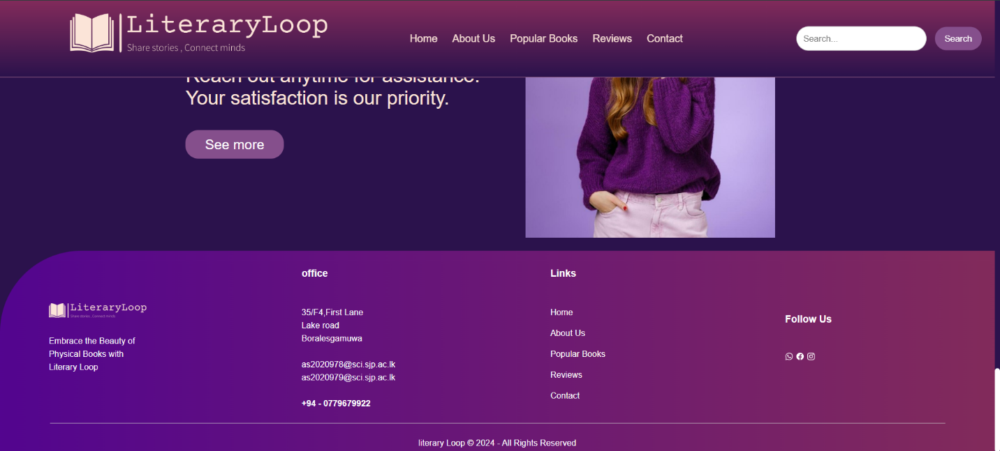 LiteraryLoop
Share stories , Connect minds
Home About Us Popular Books Reviews Contact
Search...
Search
Reach out anytime for assistance.
Your satisfaction is our priority.
See more
LiteraryLoop
Share stories , Connect minds
Embrace the Beauty of
Physical Books with
Literary Loop
office
35/F4,First Lane
Lake road
Boralesgamuwa
as2020978@sci.sjp.ac.lk
as2020979@sci.sjp.ac.lk
+94 - 0779679922
Links
Home
About Us
Popular Books
Reviews
Contact
Follow Us
literary Loop © 2024 - All Rights Reserved